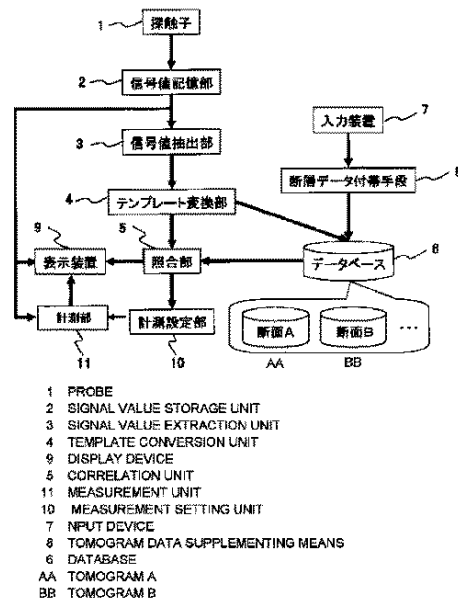 1
探触子
2
信号値記憶部
3
信号値抽出部
4
テンプレート変換部
7
入力装置
8
断層データ付帯手段
9
表示装置
5
照合部
データベース
6
計測部
11
計測設定部
10
断面A
断面B
…
AA
BB
1 PROBE
2 SIGNAL VALUE STORAGE UNIT
3 SIGNAL VALUE EXTRACTION UNIT
4 TEMPLATE CONVERSION UNIT
9 DISPLAY DEVICE
5 CORRELATION UNIT
11 MEASUREMENT UNIT
10 MEASUREMENT SETTING UNIT
7 NPUT DEVICE
8 TOMOGRAM DATA SUPPLEMENTING MEANS
6 DATABASE
AA TOMOGRAM A
BB TOMOGRAM B